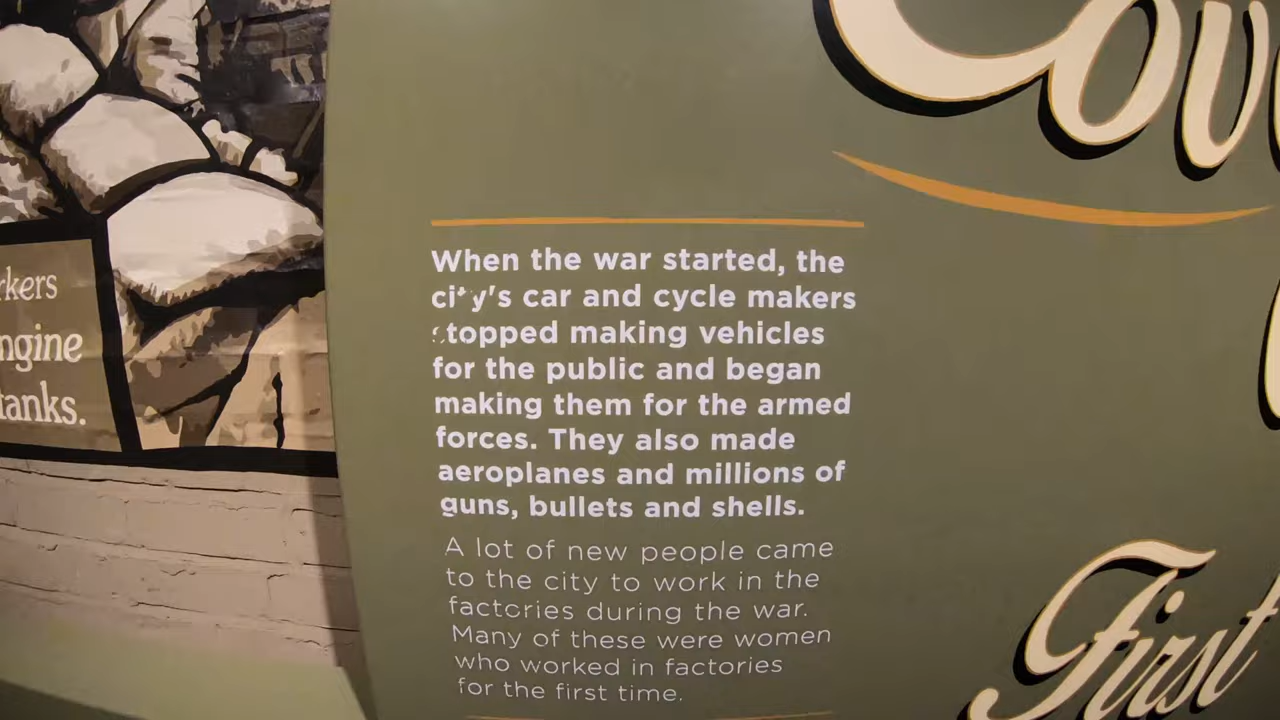 When the war started, the
city's car and cycle makers
stopped making vehicles
for the public and began
making them for the armed
forces. They also made
aeroplanes and millions of
guns, bullets and shells.
A lot of new people came
to the city to work in the
factories during the war.
Many of these were women
who worked in factories
for the first time.
tanks.
First